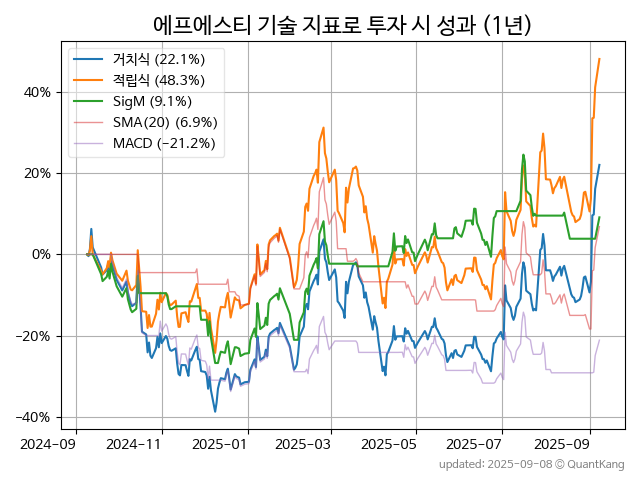 에프에스티 기술 지표로 투자 시 성과 (1년)
거치식 (22.1%)
적립식 (48.3%)
SigM (9.1%)
SMA(20) (6.9%)
MACD (−21.2%)
40%
20%
0%
−20%
−40%
2024-09 2024-11 2025-01 2025-03 2025-05 2025-07 2025-09
updated: 2025-09-08 ⓒ QuantKang